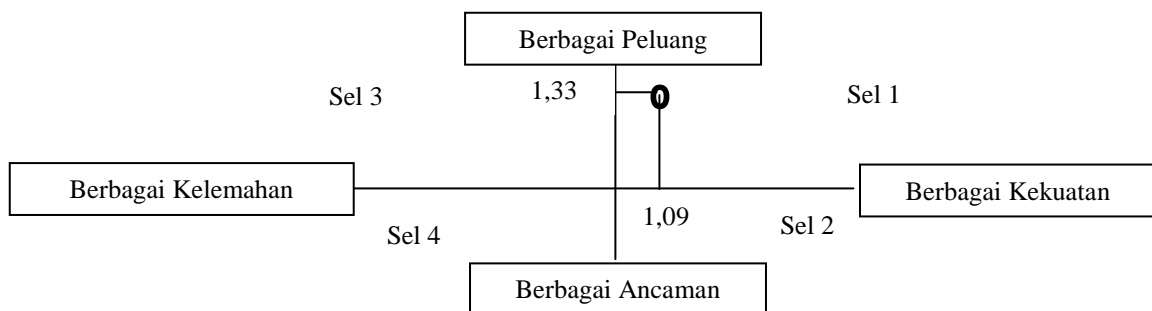 Berbagai Peluang
Sel 3
1,33
0
Sel 1
Berbagai Kelemahan
Berbagai Kekuatan
1,09
Sel 2
Sel 4
Berbagai Ancaman